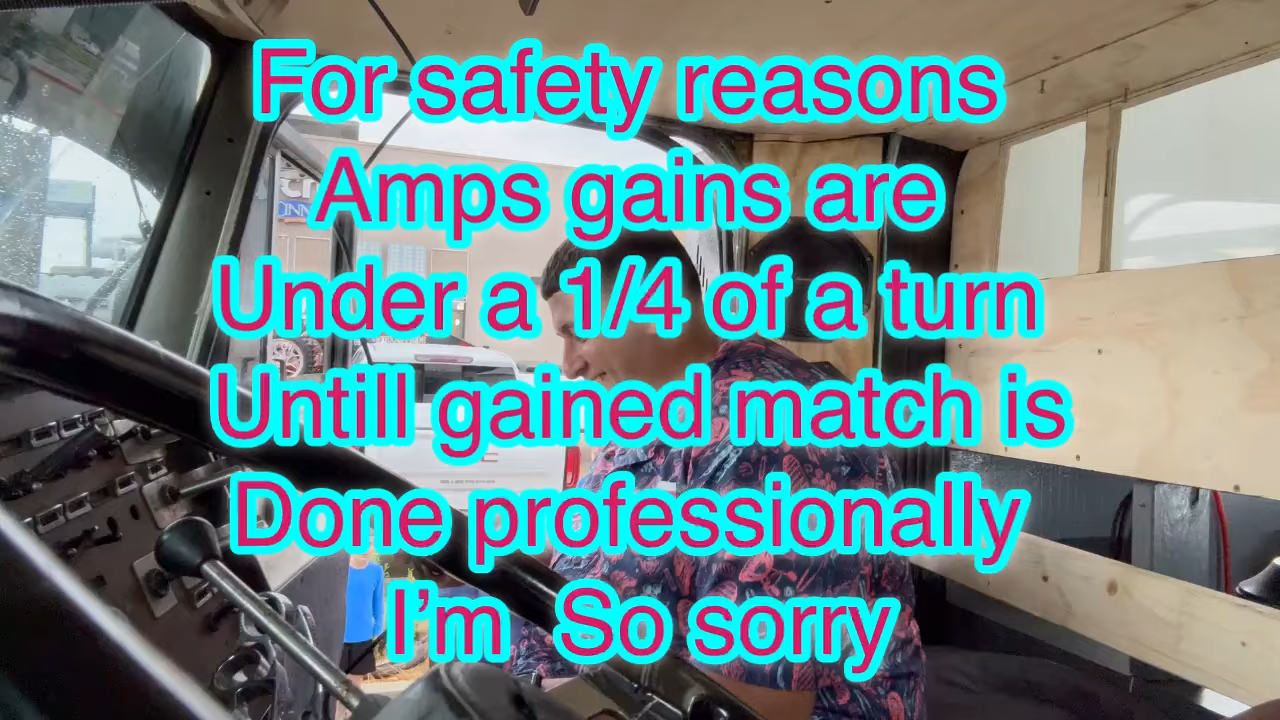 For safety reasons
Amps gains are
Under a 1/4 of a turn
Untill gained match is
Done professionally
I'm So sorry